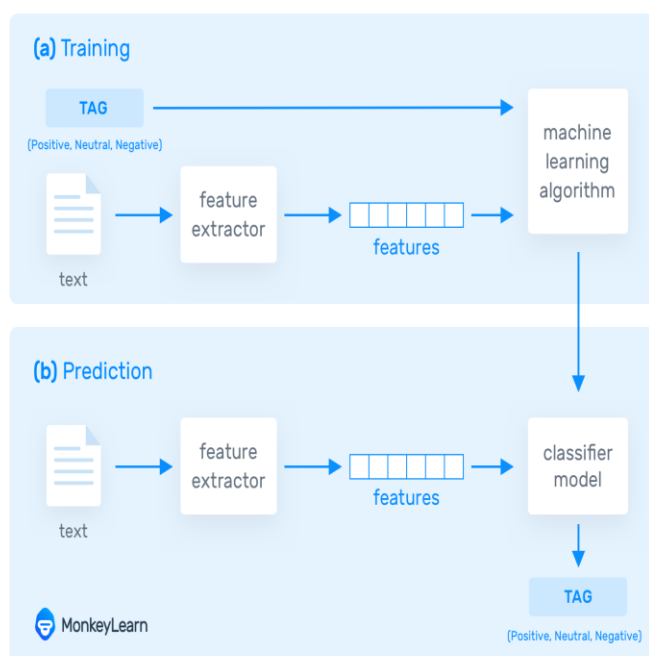 (a) Training
TAG
(Positive, Neutral, Negative)
machine
learning
algorithm
feature
extractor
features
text
(b) Prediction
feature
extractor
features
classifier
model
text
TAG
(Positive, Neutral, Negative)
MonkeyLearn